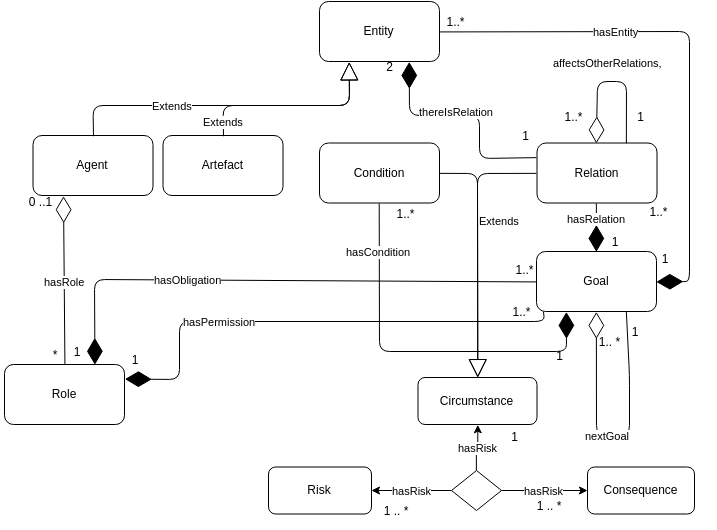 Entity
1..*
hasEntity
2
affectsOtherRelations,
Extends
Extends
thereIsRelation
1..*
1
1
Agent
Artefact
Condition
Relation
0 ..1
1..*
Extends
hasRelation
1..*
hasCondition
1
1
hasRole
hasObligation
1..*
Goal
hasPermission
1..*
*
1
1
1
1.. *
1
Role
Circumstance
nextGoal
1
hasRisk
Risk
hasRisk
hasRisk
Consequence
1 .. *
1 .. *